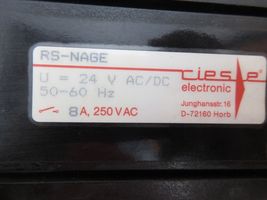 RS-NAGE
U = 24 V AC/DC
50-60 Hz
8A, 250VAC
ciesse
electronic
Junghansstr.16
D-72160 Horb